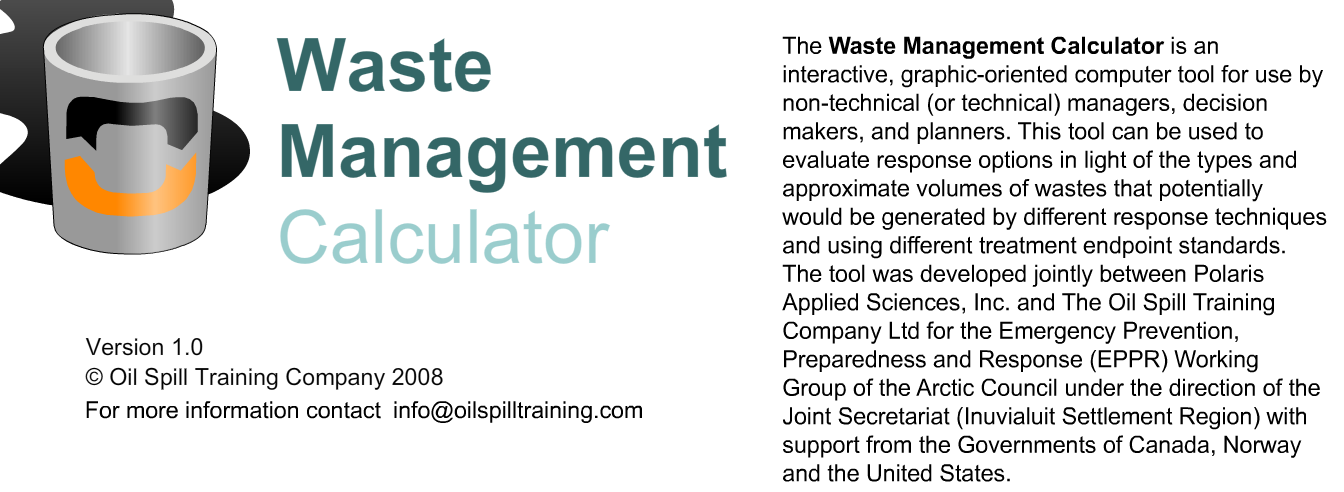 Waste
Management
Calculator
Version 1.0
© Oil Spill Training Company 2008
For more information contact info@oilspilltraining.com
The Waste Management Calculator is an
interactive, graphic-oriented computer tool for use by
non-technical (or technical) managers, decision
makers, and planners. This tool can be used to
evaluate response options in light of the types and
approximate volumes of wastes that potentially
would be generated by different response techniques
and using different treatment endpoint standards.
The tool was developed jointly between Polaris
Applied Sciences, Inc. and The Oil Spill Training
Company Ltd for the Emergency Prevention,
Preparedness and Response (EPPR) Working
Group of the Arctic Council under the direction of the
Joint Secretariat (Inuvialuit Settlement Region) with
support from the Governments of Canada, Norway
and the United States.